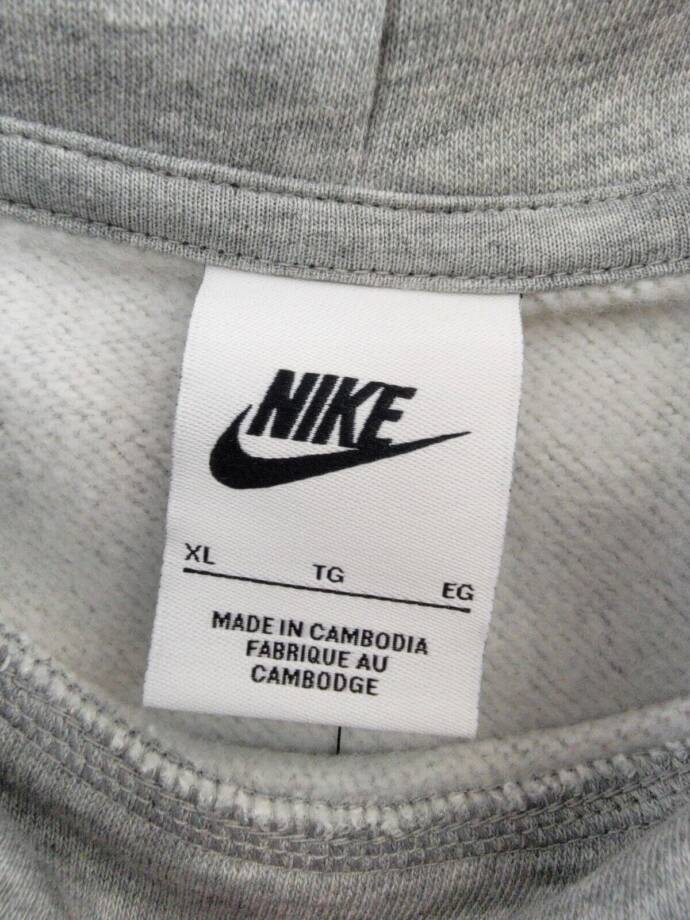 NIKE
XL TG EG
MADE IN CAMBODIA
FABRIQUE AU
CAMBODGE